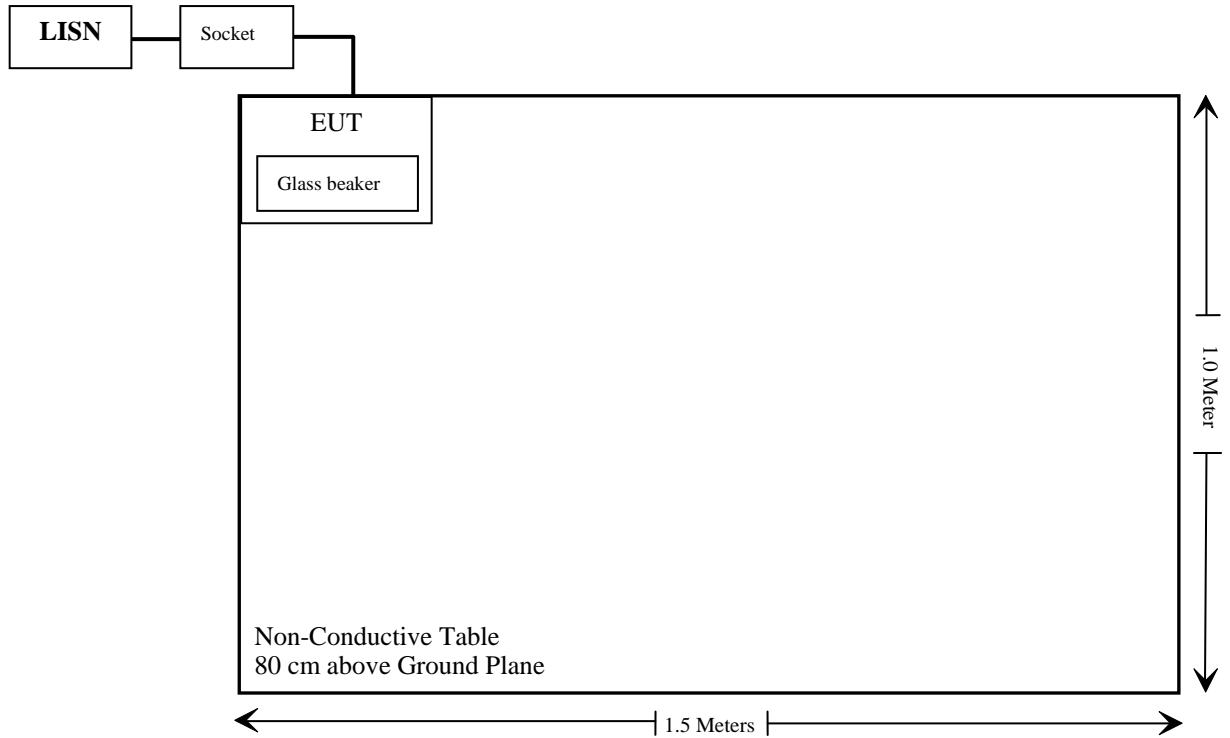 LISN
Socket
EUT
Glass beaker
1.0 Meter
Non-Conductive Table
80 cm above Ground Plane
1.5 Meters